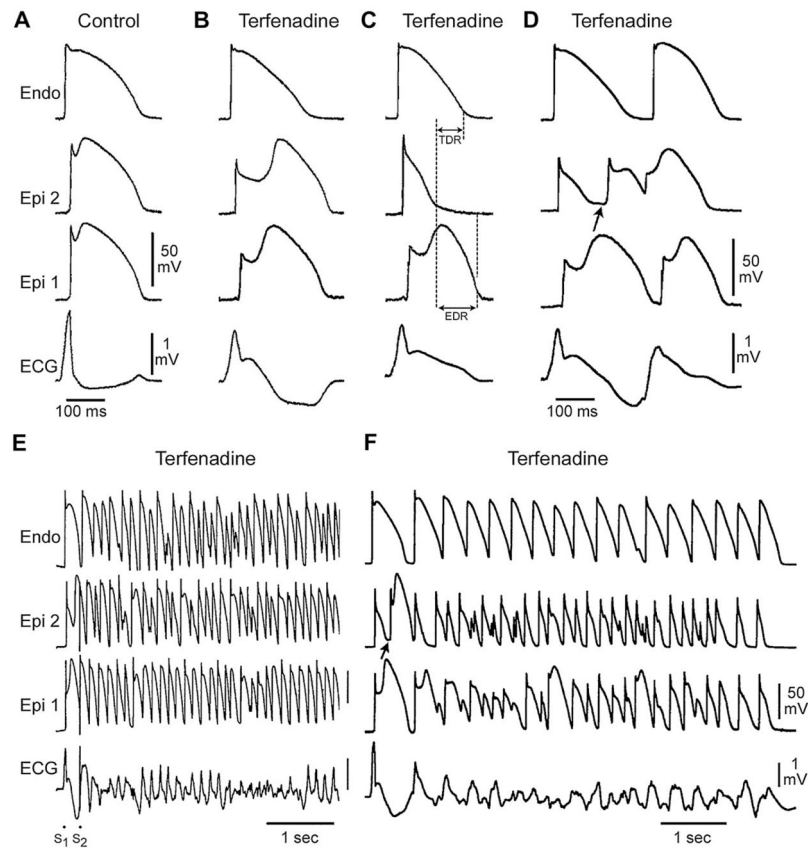 A Control
B Terfenadine
C Terfenadine
D Terfenadine
Endo
TDR
Epi 2
Epi 1
50
mV
EDR
50
mV
ECG
1
mV
1
mV
100 ms
100 ms
E Terfenadine
F Terfenadine
Endo
Epi 2
Epi 1
50
mV
ECG
1
mV
S1 S2
1 sec
1 sec